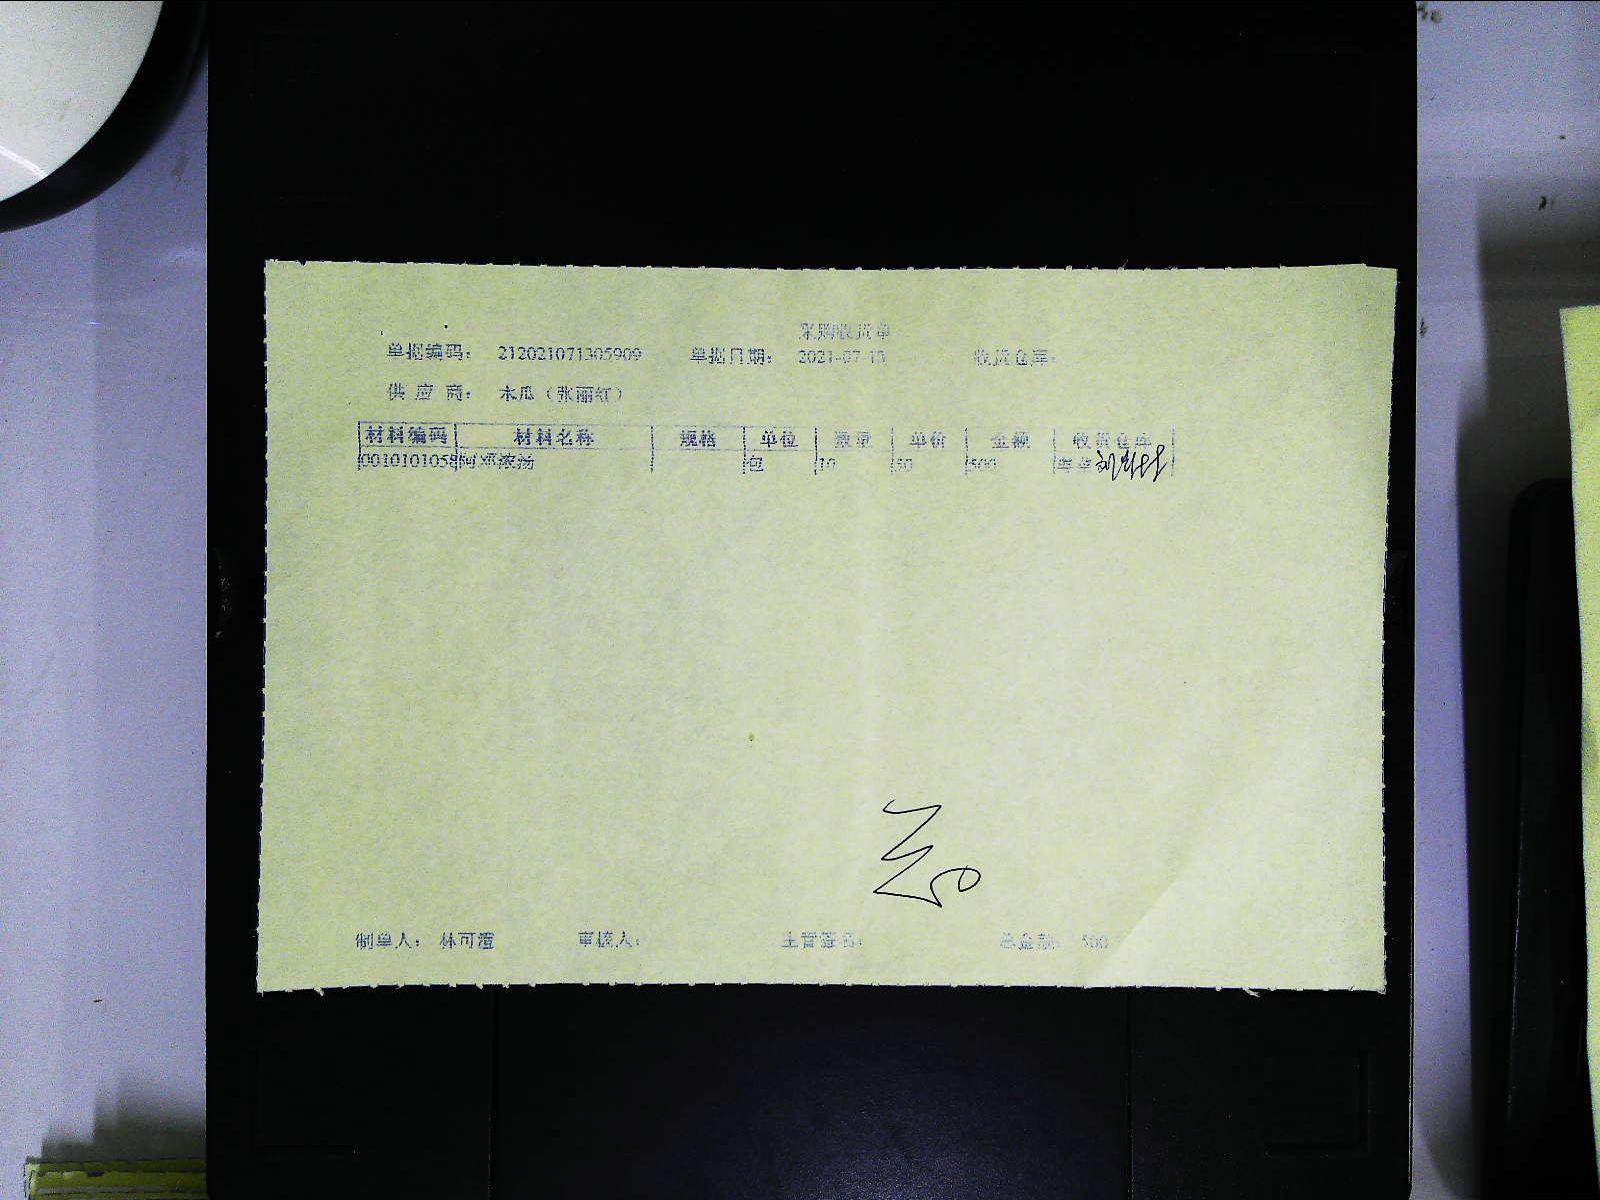 采购收货单
单据编码: 212021071305909 单据日期: 2021-07-13 收货仓库:
供应商: 木瓜（张丽红）
材料编码 材料名称 规格 单位 数量 单价 金额 收货仓库
0010101058 阿邓浓汤 包 10 50 500
制单人: 林可澧 审核人: 主管签名: 总金额: 500